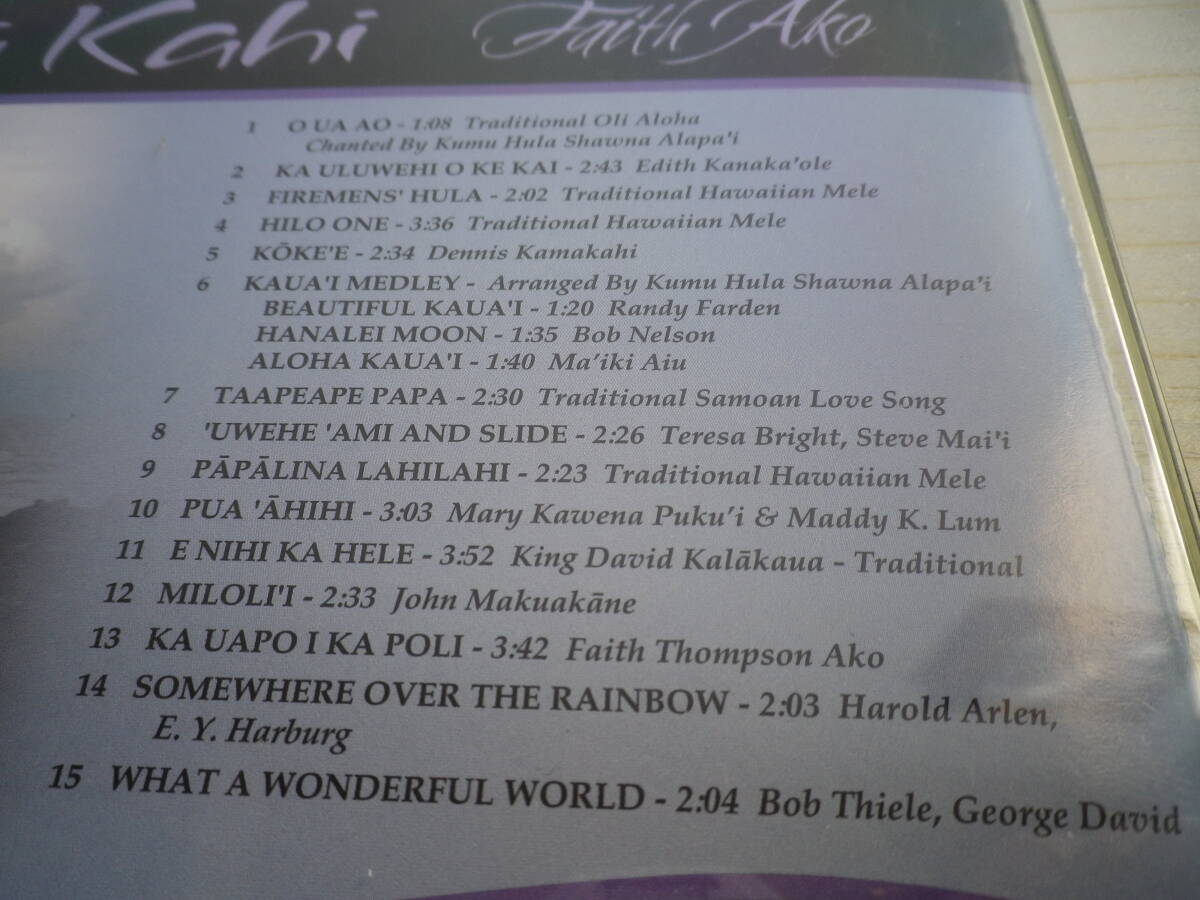 Kahi Faith Ako
1 O UA AO - 1:08 Traditional Oli Aloha
Chanted By Kumu Hula Shawna Alapa'i
2 KA ULUWEHI O KE KAI - 2:43 Edith Kanaka'ole
3 FIREMENS' HULA - 2:02 Traditional Hawaiian Mele
4 HILO ONE - 3:36 Traditional Hawaiian Mele
5 KŌKE'E - 2:34 Dennis Kamakahi
6 KAUA'I MEDLEY - Arranged By Kumu Hula Shawna Alapa'i
BEAUTIFUL KAUA'I - 1:20 Randy Farden
HANALEI MOON - 1:35 Bob Nelson
ALOHA KAUA'I - 1:40 Ma'iki Aiu
7 TAAPEAPE PAPA - 2:30 Traditional Samoan Love Song
8 'UWEHE 'AMI AND SLIDE - 2:26 Teresa Bright, Steve Mai'i
9 PĀPĀLINA LAHILAHI - 2:23 Traditional Hawaiian Mele
10 PUA 'ĀHIHI - 3:03 Mary Kawena Puku'i & Maddy K. Lum
11 E NIHI KA HELE - 3:52 King David Kalākaua - Traditional
12 MILOLI'I - 2:33 John Makuakāne
13 KA UAPO I KA POLI - 3:42 Faith Thompson Ako
14 SOMEWHERE OVER THE RAINBOW - 2:03 Harold Arlen,
E. Y. Harburg
15 WHAT A WONDERFUL WORLD - 2:04 Bob Thiele, George David